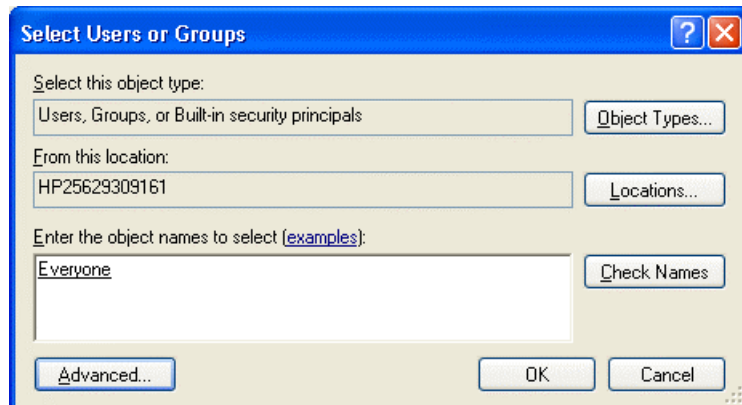 Select Users or Groups
Select this object type:
Users, Groups, or Built-in security principals
Object Types...
From this location:
HP25629309161
Locations...
Enter the object names to select (examples):
Everyone
Check Names
Advanced...
OK
Cancel